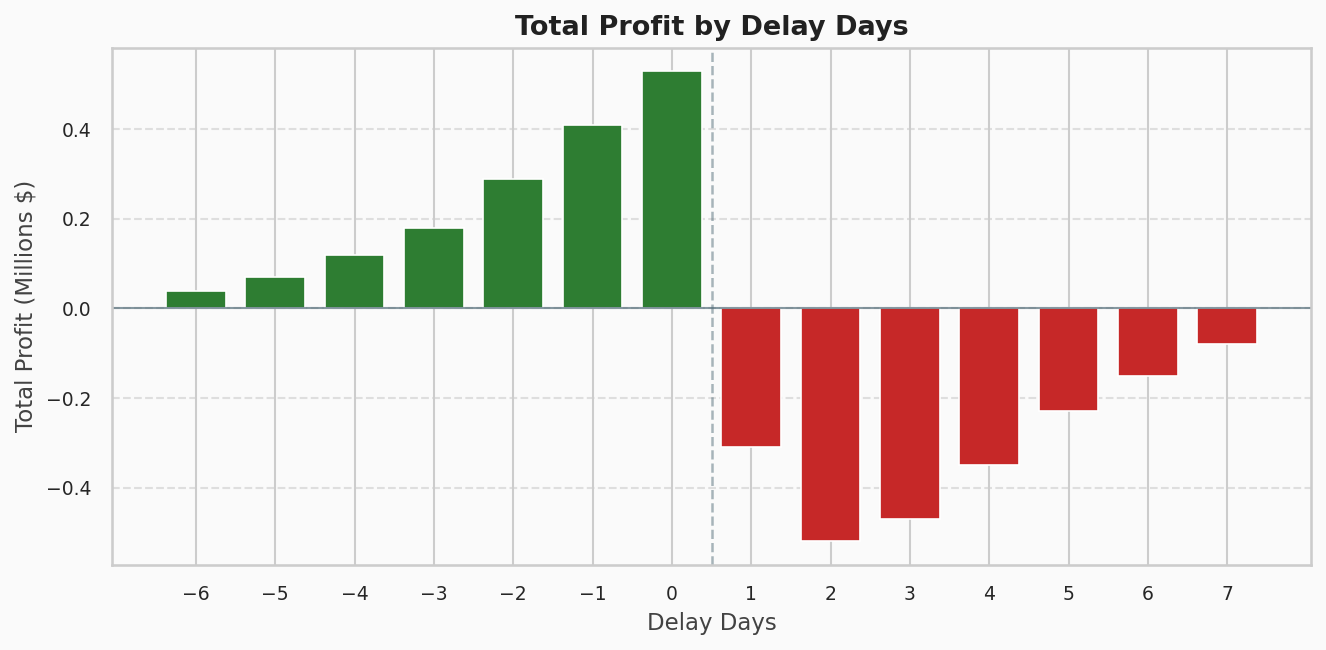 Total Profit by Delay Days
Total Profit (Millions $)
0.4
0.2
0.0
−0.2
−0.4
−6 −5 −4 −3 −2 −1 0 1 2 3 4 5 6 7
Delay Days